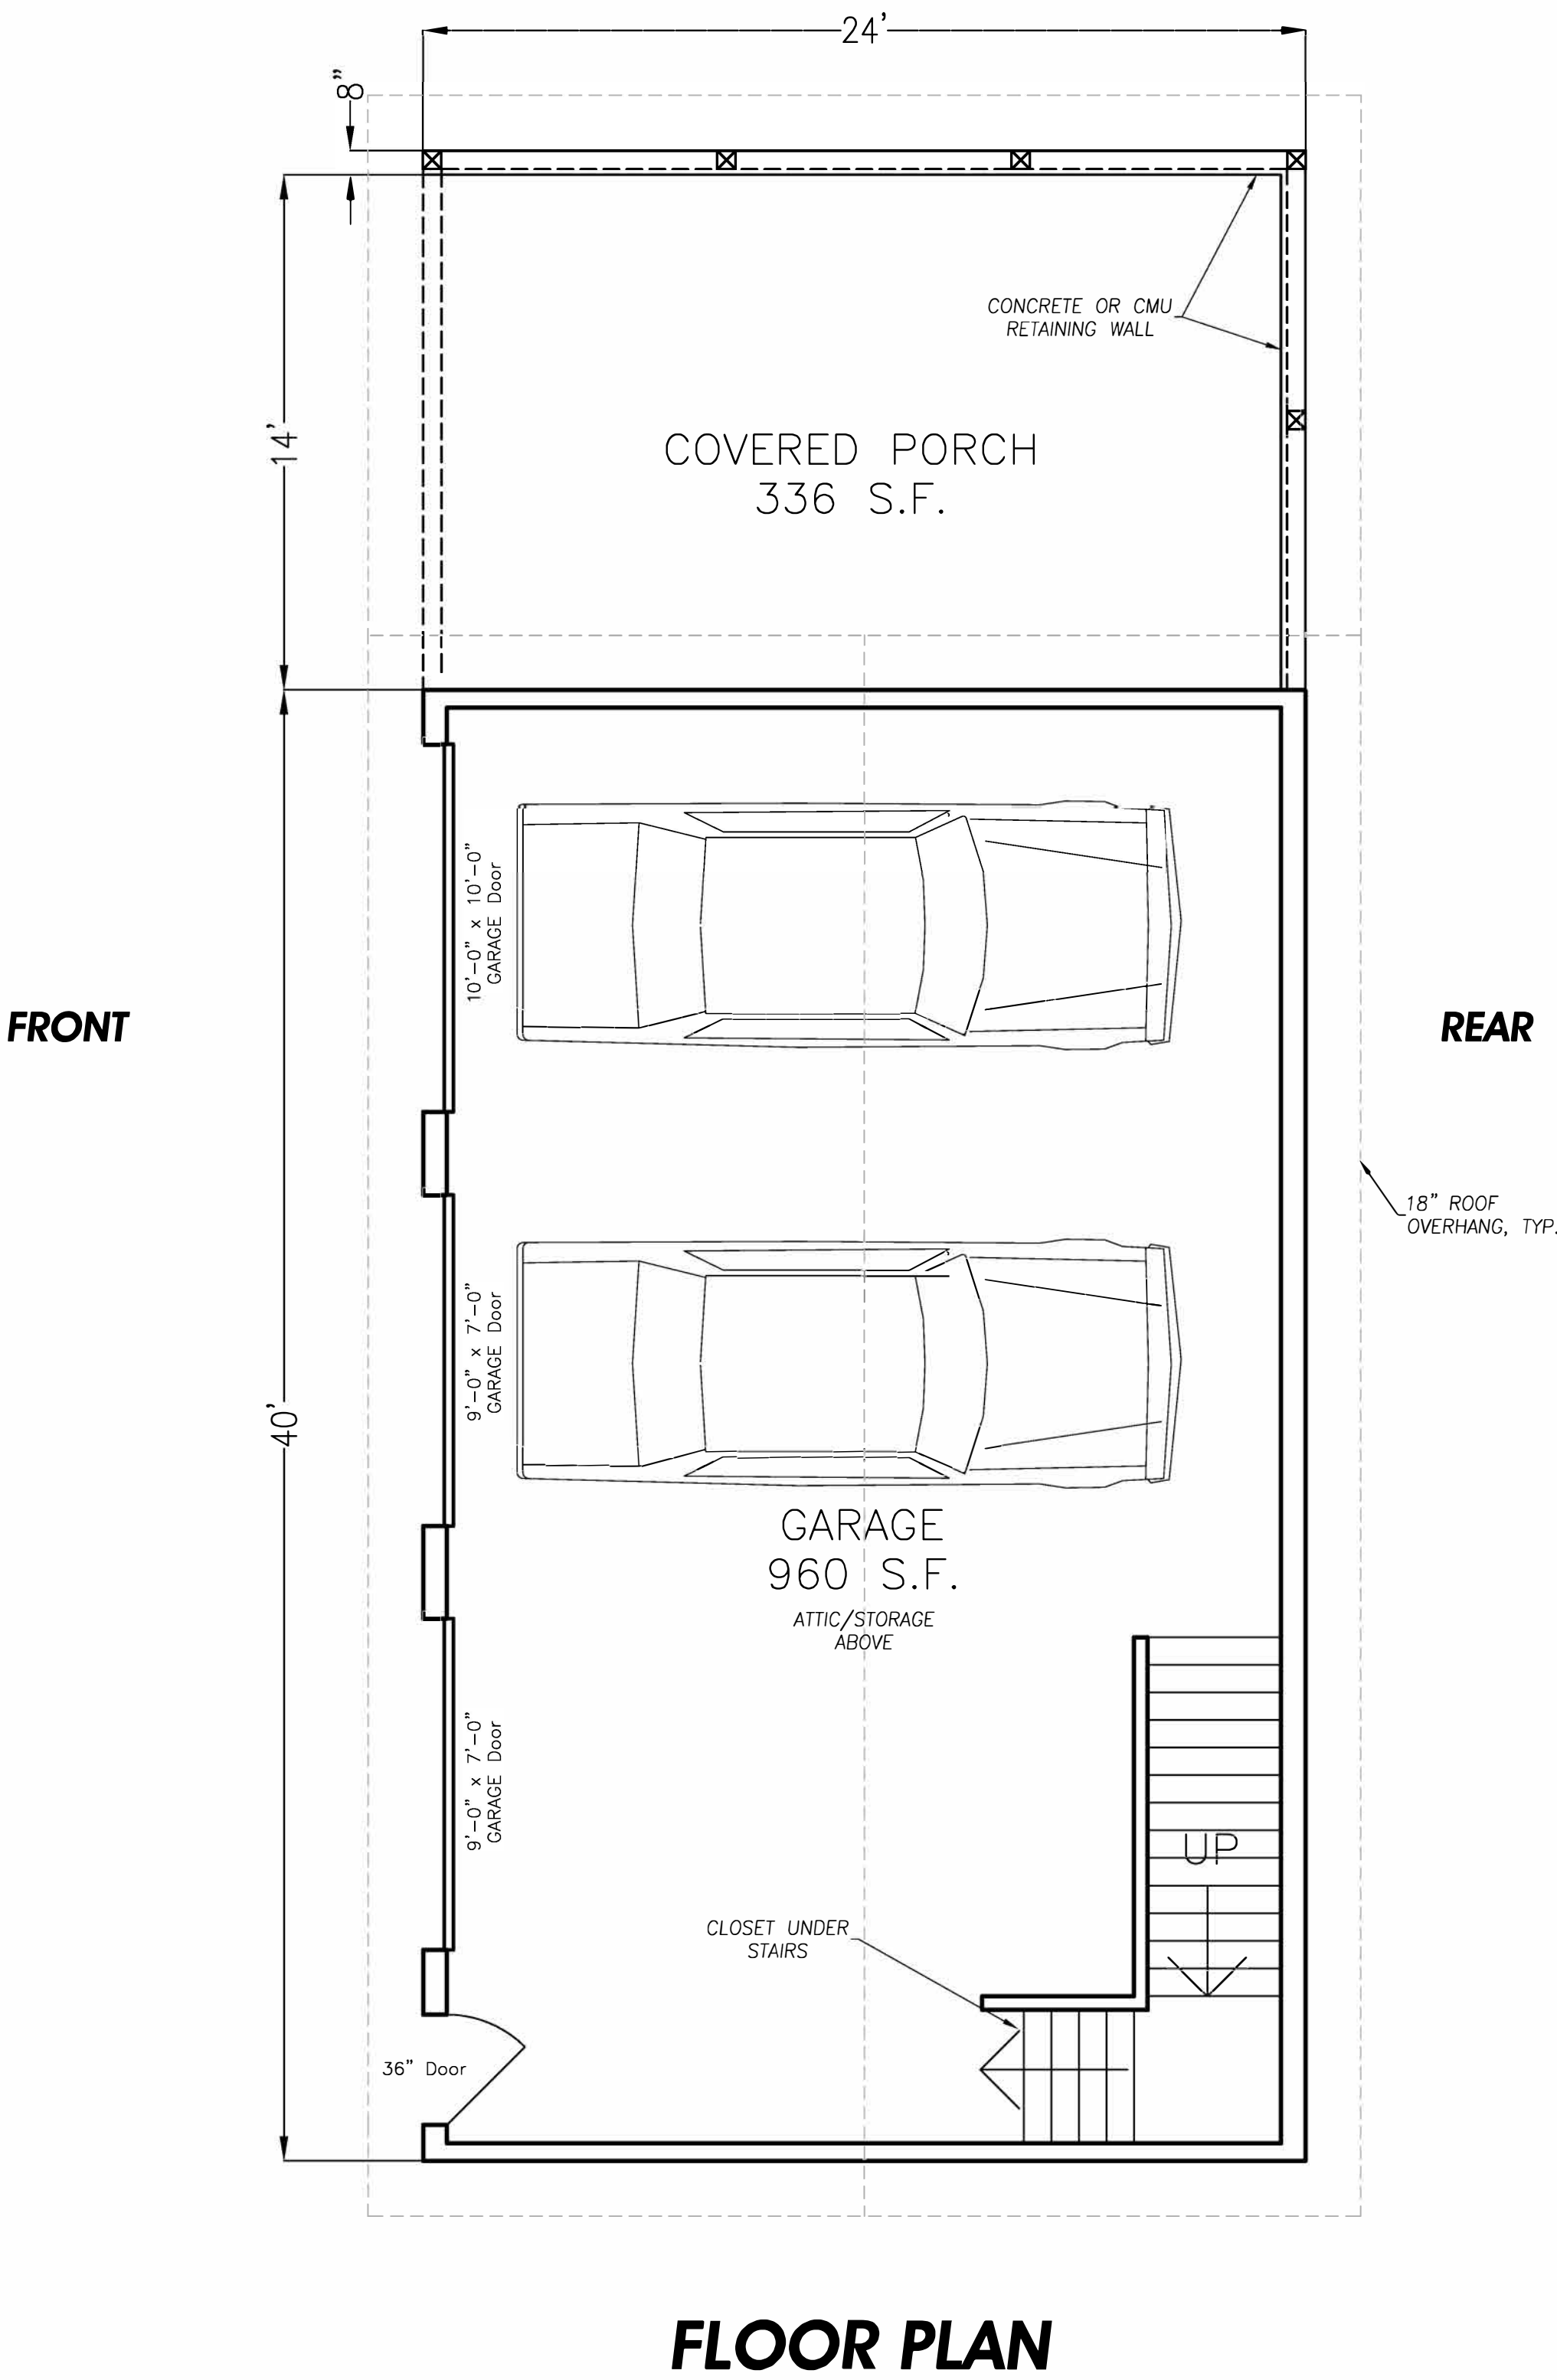 24'
8"
CONCRETE OR CMU
RETAINING WALL
14'
COVERED PORCH
336 S.F.
10'-0" x 10'-0"
GARAGE Door
FRONT
REAR
18" ROOF
OVERHANG, TYP.
9'-0" x 7'-0"
GARAGE Door
40'
GARAGE
960 S.F.
ATTIC/STORAGE
ABOVE
9'-0" x 7'-0"
GARAGE Door
UP
CLOSET UNDER
STAIRS
36" Door
FLOOR PLAN